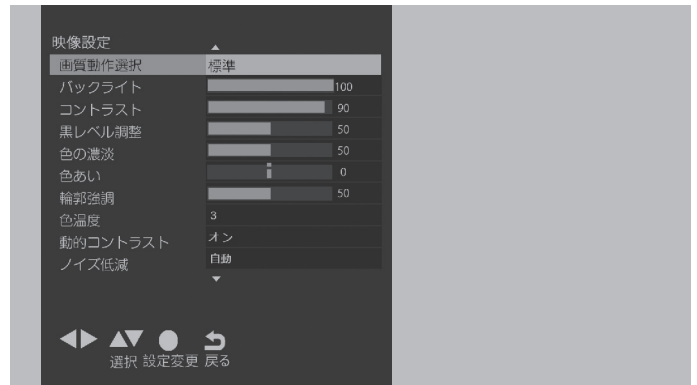 映像設定
画質動作選択 標準
バックライト 100
コントラスト 90
黒レベル調整 50
色の濃淡 50
色あい 0
輪郭強調 50
色温度 3
動的コントラスト オン
ノイズ低減 自動
選択 設定変更 戻る